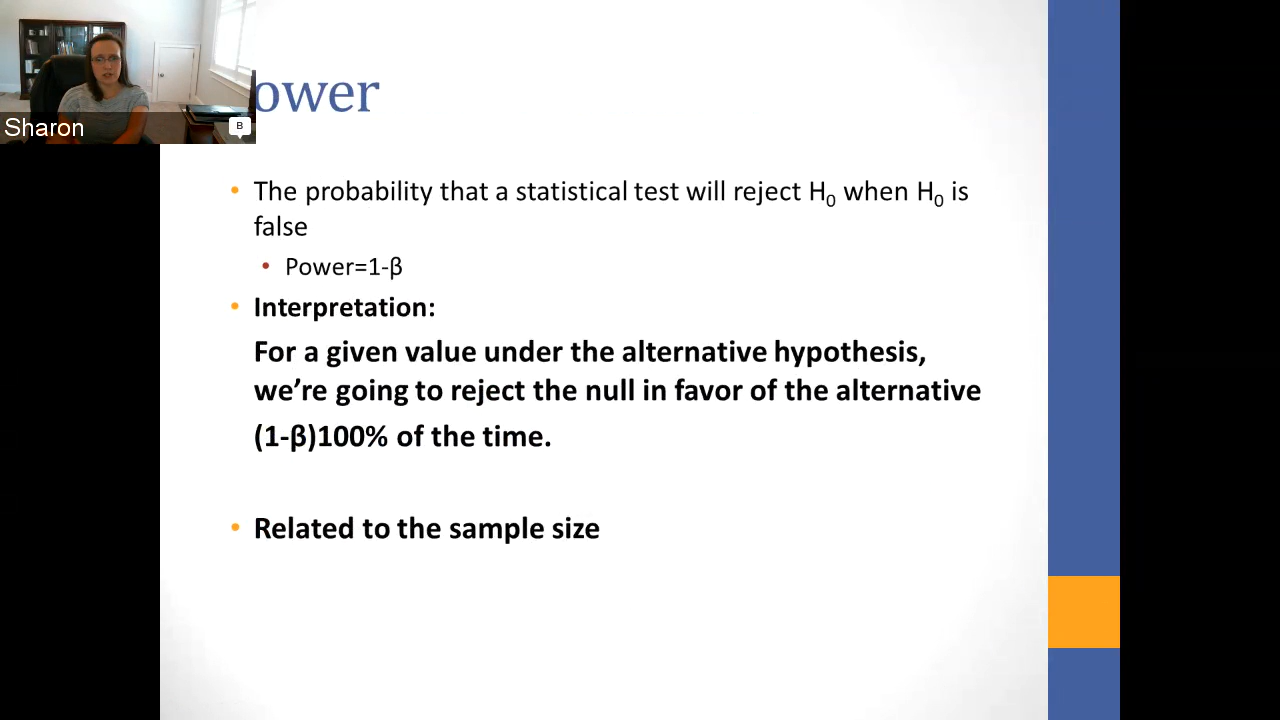 ower
Sharon
B
• The probability that a statistical test will reject H₀ when H₀ is
false
• Power=1-β
• Interpretation:
For a given value under the alternative hypothesis,
we’re going to reject the null in favor of the alternative
(1-β)100% of the time.
• Related to the sample size